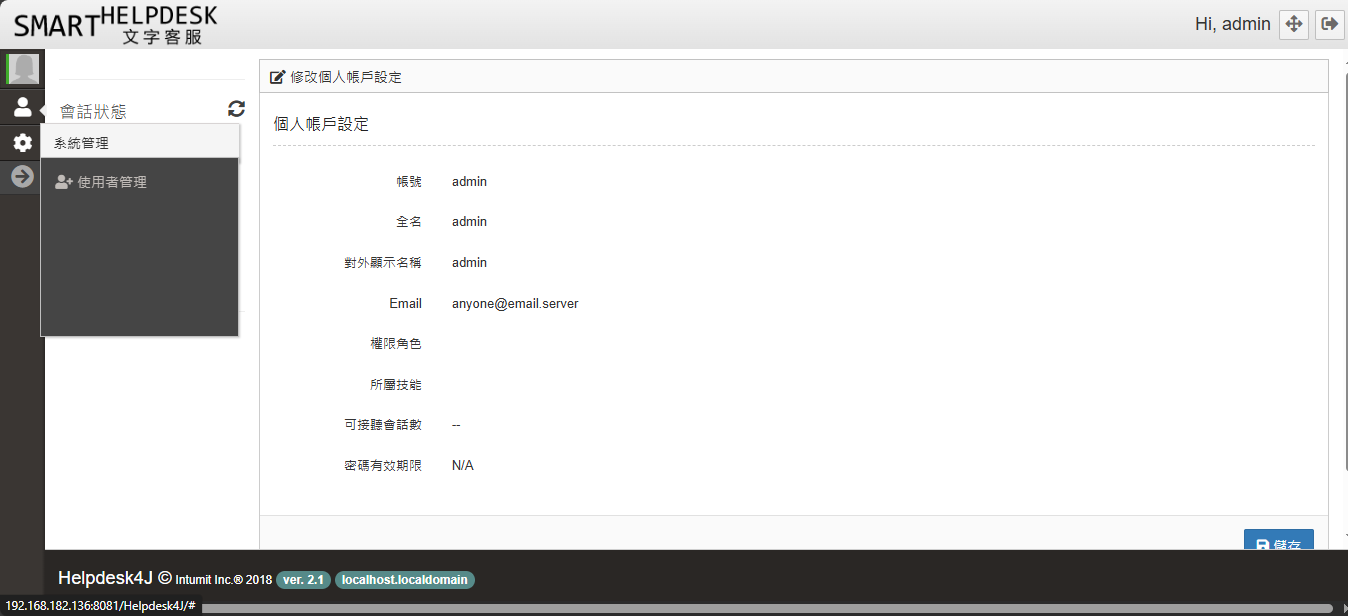 SMART HELPDESK
文字客服
Hi, admin
會話狀態
系統管理
使用者管理
修改個人帳戶設定
個人帳戶設定
帳號 admin
全名 admin
對外顯示名稱 admin
Email anyone@email.server
權限角色
所屬技能
可接聽會話數 --
密碼有效期限 N/A
儲存
Helpdesk4J © Intumit Inc.® 2018 ver. 2.1 localhost.localdomain
192.168.182.136:8081/Helpdesk4J/#